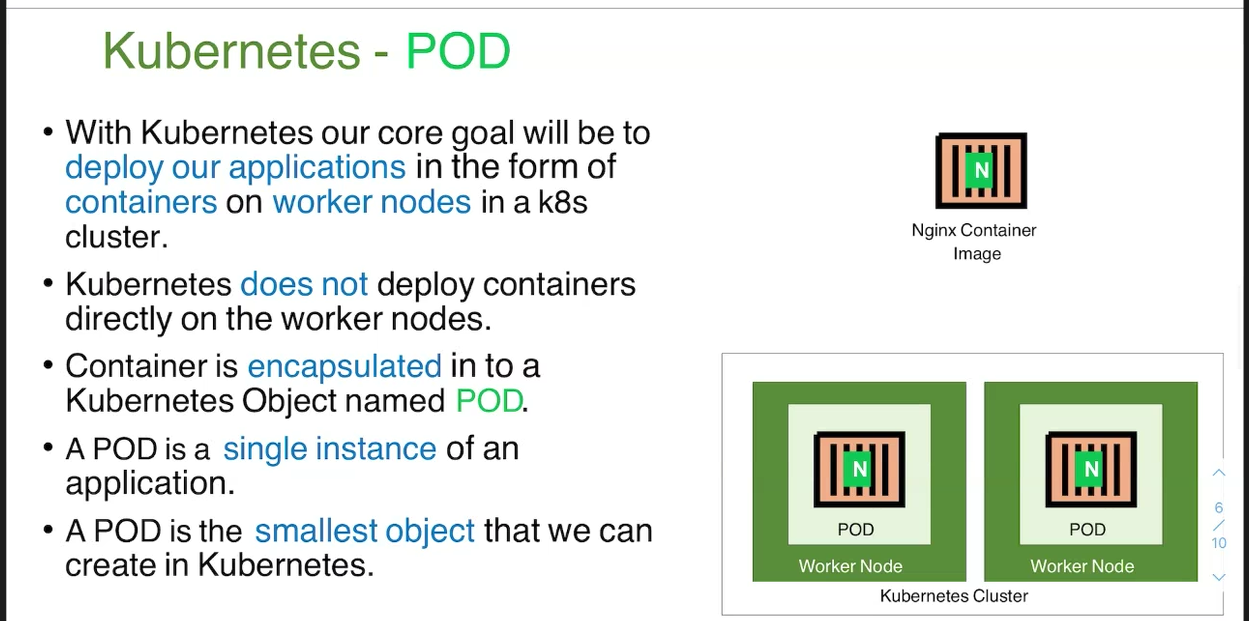 Kubernetes - POD
• With Kubernetes our core goal will be to
deploy our applications in the form of
containers on worker nodes in a k8s
cluster.
• Kubernetes does not deploy containers
directly on the worker nodes.
• Container is encapsulated in to a
Kubernetes Object named POD.
• A POD is a single instance of an
application.
• A POD is the smallest object that we can
create in Kubernetes.
N
Nginx Container
Image
N
POD
Worker Node
N
POD
Worker Node
Kubernetes Cluster
6
/
10